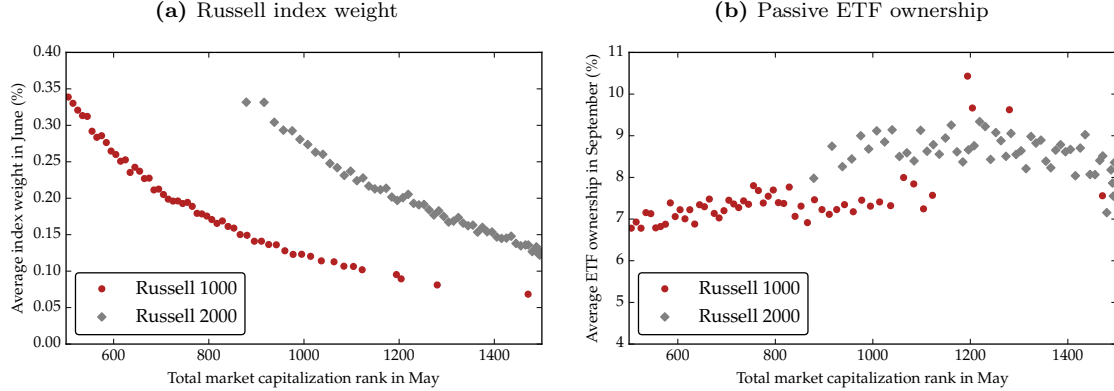 (a) Russell index weight
Average index weight in June (%)
0.40
0.35
0.30
0.25
0.20
0.15
0.10
0.05
0.00
Russell 1000
Russell 2000
600
800
1000
1200
1400
Total market capitalization rank in May
(b) Passive ETF ownership
Average ETF ownership in September (%)
11
10
9
8
7
6
5
4
Russell 1000
Russell 2000
600
800
1000
1200
1400
Total market capitalization rank in May